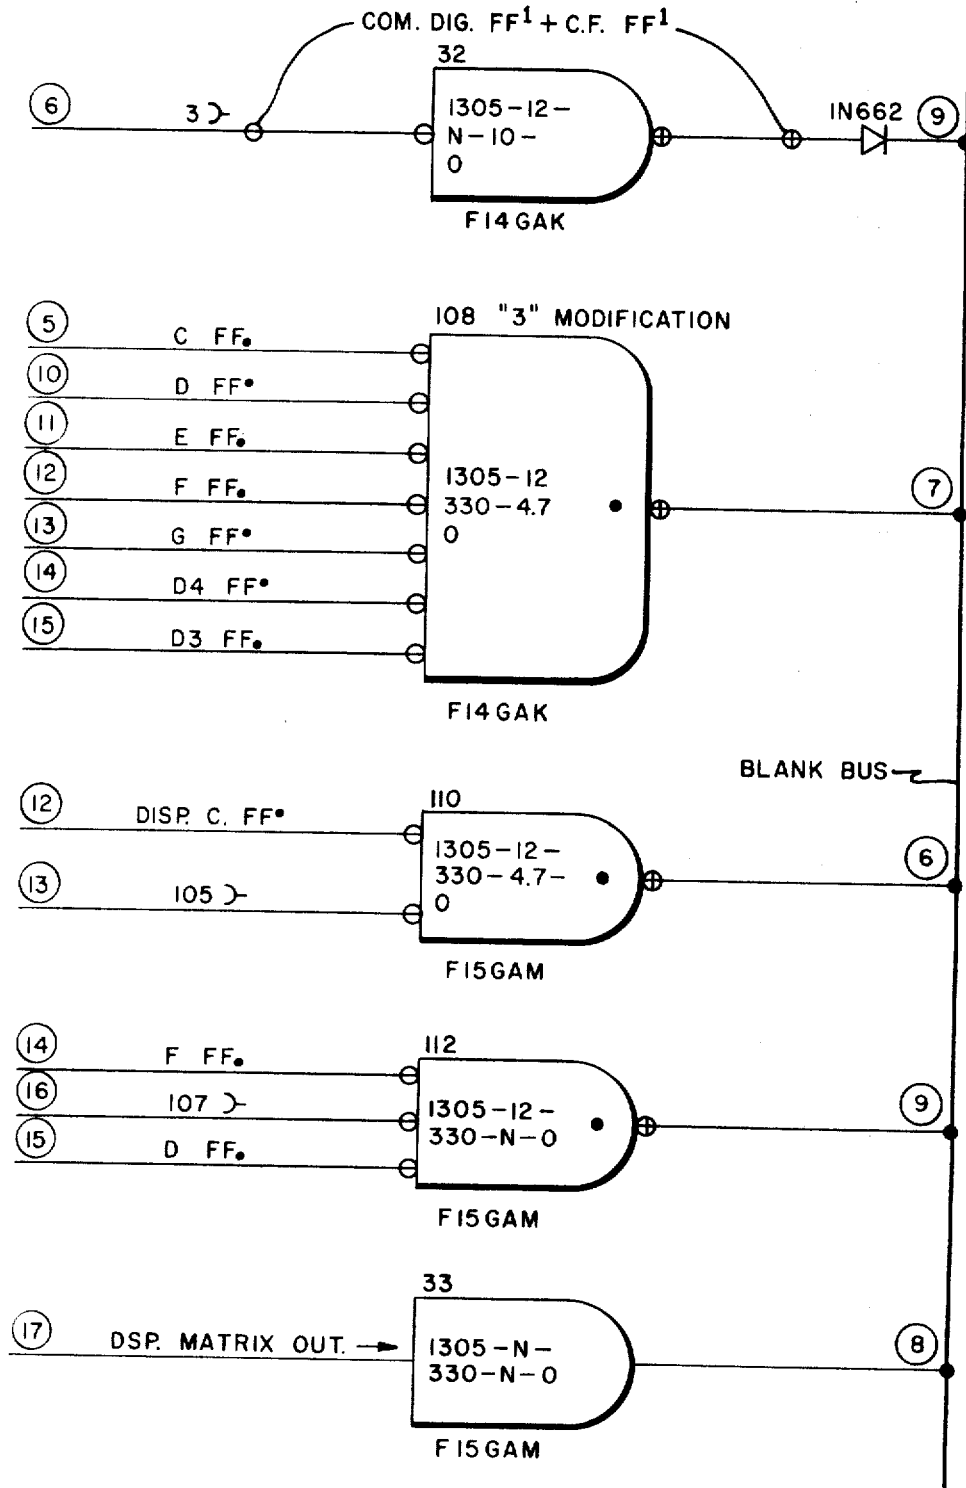 COM. DIG. FF¹ + C.F. FF¹
32
6
3
1305-12-
N-10-
0
1N662
9
F14GAK
108 "3" MODIFICATION
5
C FF.
10
D FF•
11
E FF.
12
F FF.
13
G FF•
14
D4 FF•
15
D3 FF.
1305-12
330-4.7
0
7
F14GAK
BLANK BUS
110
12
DISP. C. FF•
13
105
1305-12-
330-4.7-
0
6
F15GAM
112
14
F FF.
16
107
15
D FF.
1305-12-
330-N-0
9
F15GAM
33
17
DSP. MATRIX OUT. →
1305-N-
330-N-0
8
F15GAM